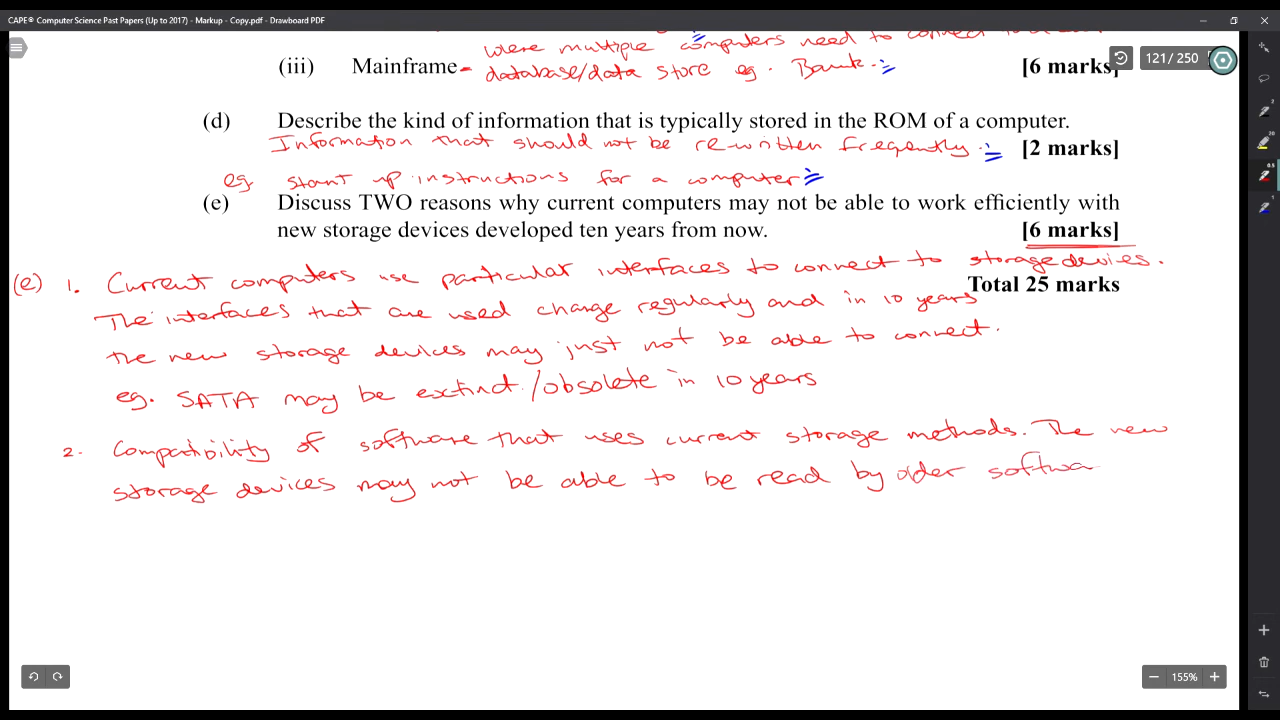 CAPE® Computer Science Past Papers (Up to 2017) - Markup - Copy.pdf - Drawboard PDF
where multiple computers need to connect
121 / 250
(iii) Mainframe - database/data store eg. Bank. [6 marks]
(d) Describe the kind of information that is typically stored in the ROM of a computer.
Information that should not be re-written freqently. [2 marks]
eg. start up instructions for a computer
(e) Discuss TWO reasons why current computers may not be able to work efficiently with
new storage devices developed ten years from now. [6 marks]
(e) 1. Current computers use particular interfaces to connect to storage devices.
Total 25 marks
The interfaces that are used change regularly and in 10 years
the new storage devices may just not be able to connect.
eg. SATA may be extinct/obsolete in 10 years
2. Compatibility of software that uses current storage methods. The new
storage devices may not be able to be read by older softwa
155%